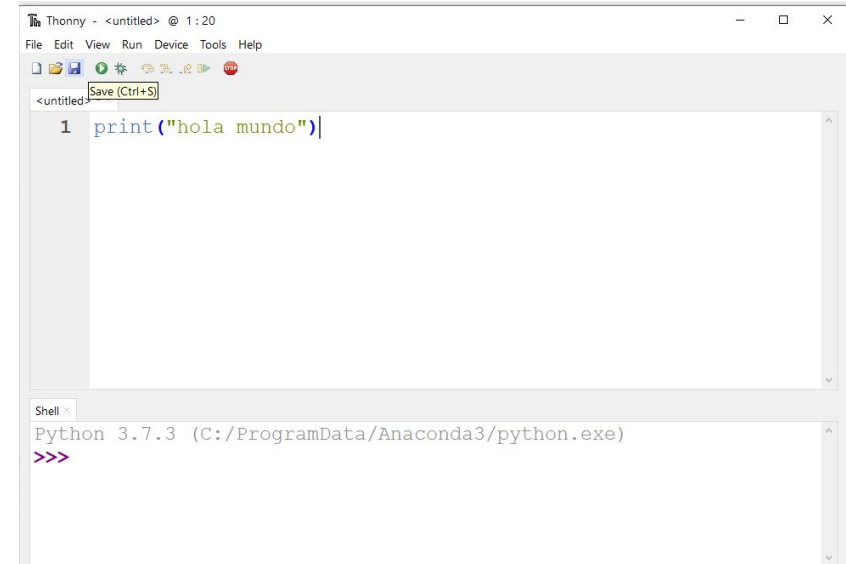 Thonny - <untitled> @ 1:20
File Edit View Run Device Tools Help
STOP
Save (Ctrl+S)
<untitled>
1 print("hola mundo")
Shell
Python 3.7.3 (C:/ProgramData/Anaconda3/python.exe)
>>>